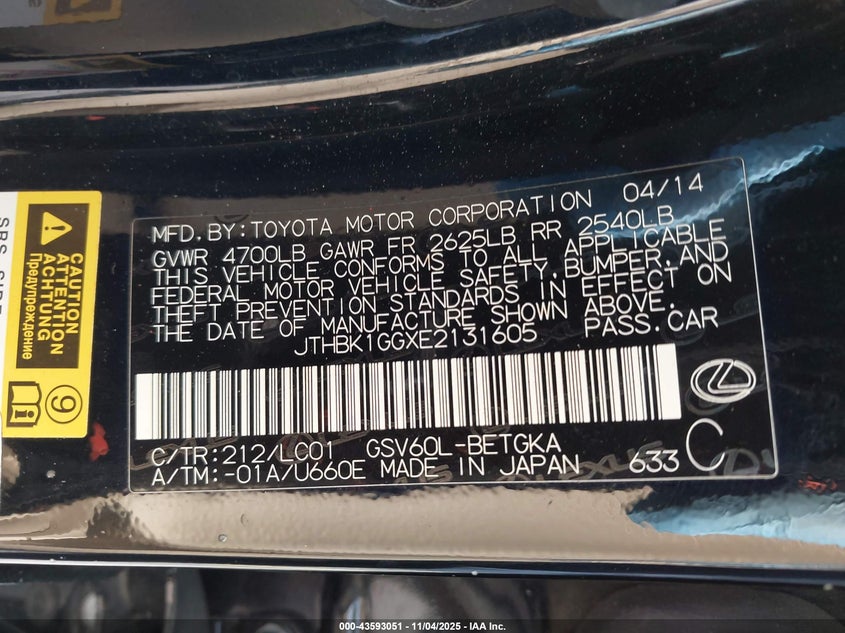 MFD. BY: TOYOTA MOTOR CORPORATION 04/14
GVWR 4700LB GAWR FR 2625LB RR 2540LB
THIS VEHICLE CONFORMS TO ALL APPLICABLE
FEDERAL MOTOR VEHICLE SAFETY, BUMPER, AND
THEFT PREVENTION STANDARDS IN EFFECT ON
THE DATE OF MANUFACTURE SHOWN ABOVE.
JTHBK1GGXE2131605 PASS. CAR
C/TR: 212/LC01 GSV60L-BETGKA
A/TM: -01A/U660E MADE IN JAPAN 633 C
CAUTION
ATTENTION
ACHTUNG
Предупреждение
9
000-43593051 - 11/04/2025 - IAA Inc.